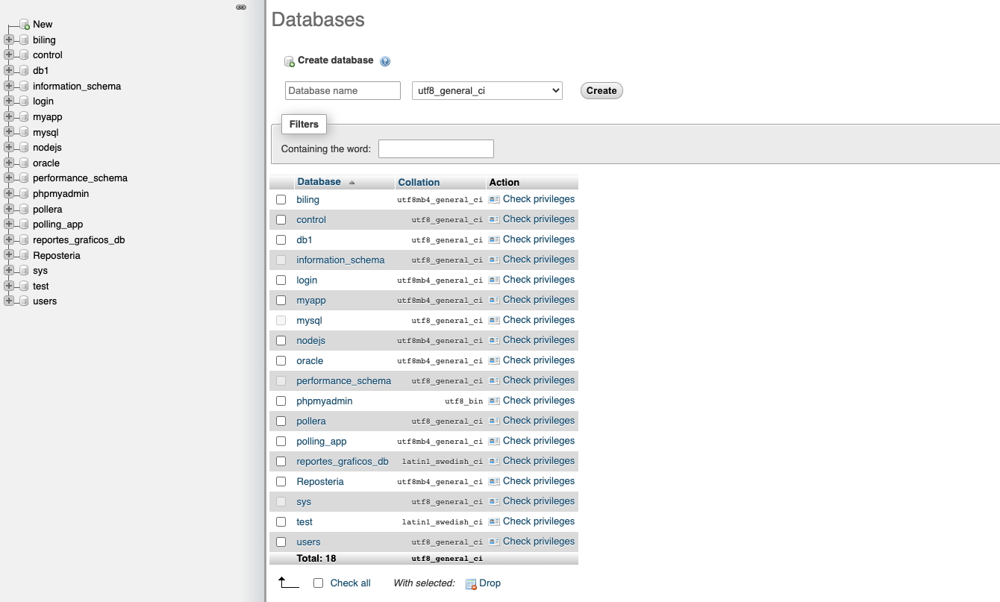 New
biling
control
db1
information_schema
login
myapp
mysql
nodejs
oracle
performance_schema
phpmyadmin
pollera
polling_app
reportes_graficos_db
Reposteria
sys
test
users
Databases
Create database
Database name utf8_general_ci Create
Filters
Containing the word:
Database Collation Action
biling utf8mb4_general_ci Check privileges
control utf8_general_ci Check privileges
db1 utf8_general_ci Check privileges
information_schema utf8_general_ci Check privileges
login utf8mb4_general_ci Check privileges
myapp utf8mb4_general_ci Check privileges
mysql utf8_general_ci Check privileges
nodejs utf8mb4_general_ci Check privileges
oracle utf8mb4_general_ci Check privileges
performance_schema utf8_general_ci Check privileges
phpmyadmin utf8_bin Check privileges
pollera utf8_general_ci Check privileges
polling_app utf8mb4_general_ci Check privileges
reportes_graficos_db latin1_swedish_ci Check privileges
Reposteria utf8mb4_general_ci Check privileges
sys utf8_general_ci Check privileges
test latin1_swedish_ci Check privileges
users utf8_general_ci Check privileges
Total: 18 utf8_general_ci
Check all With selected: Drop